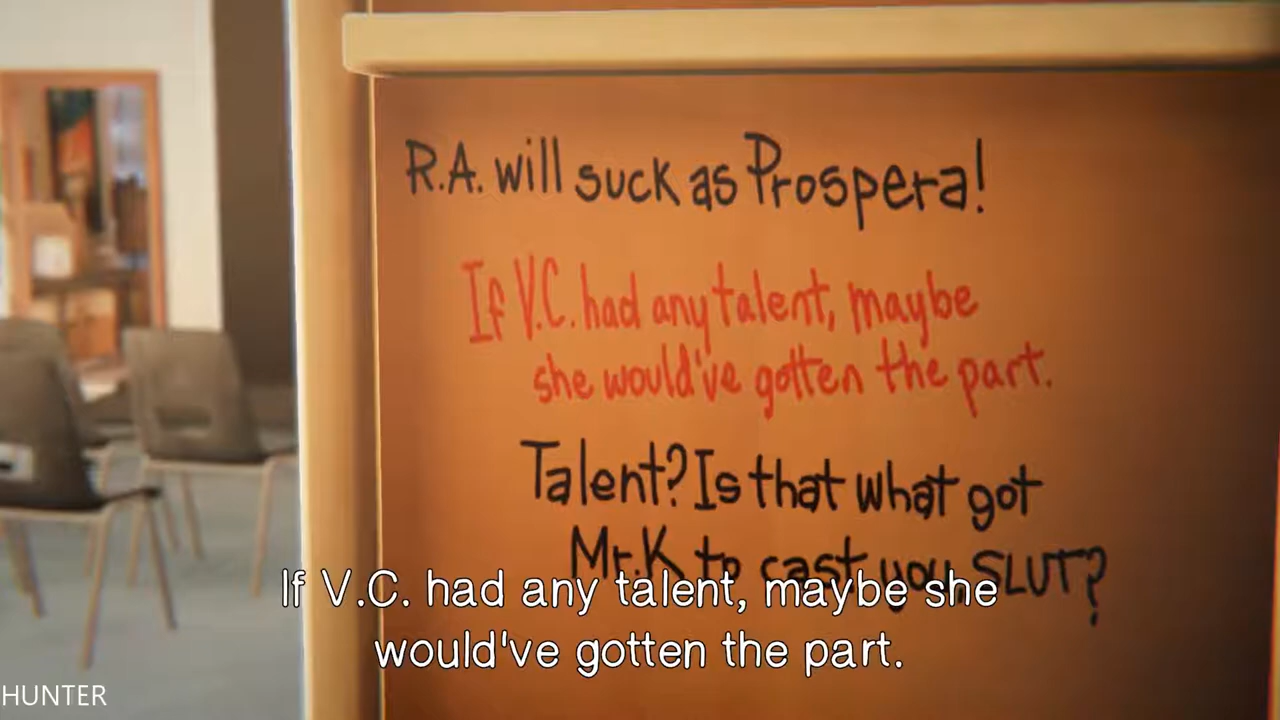 R.A. will suck as Prospera!
If V.C. had any talent, maybe
she would've gotten the part.
Talent? Is that what got
Mr.K to cast you, SLUT?
If V.C. had any talent, maybe she
would've gotten the part.
HUNTER